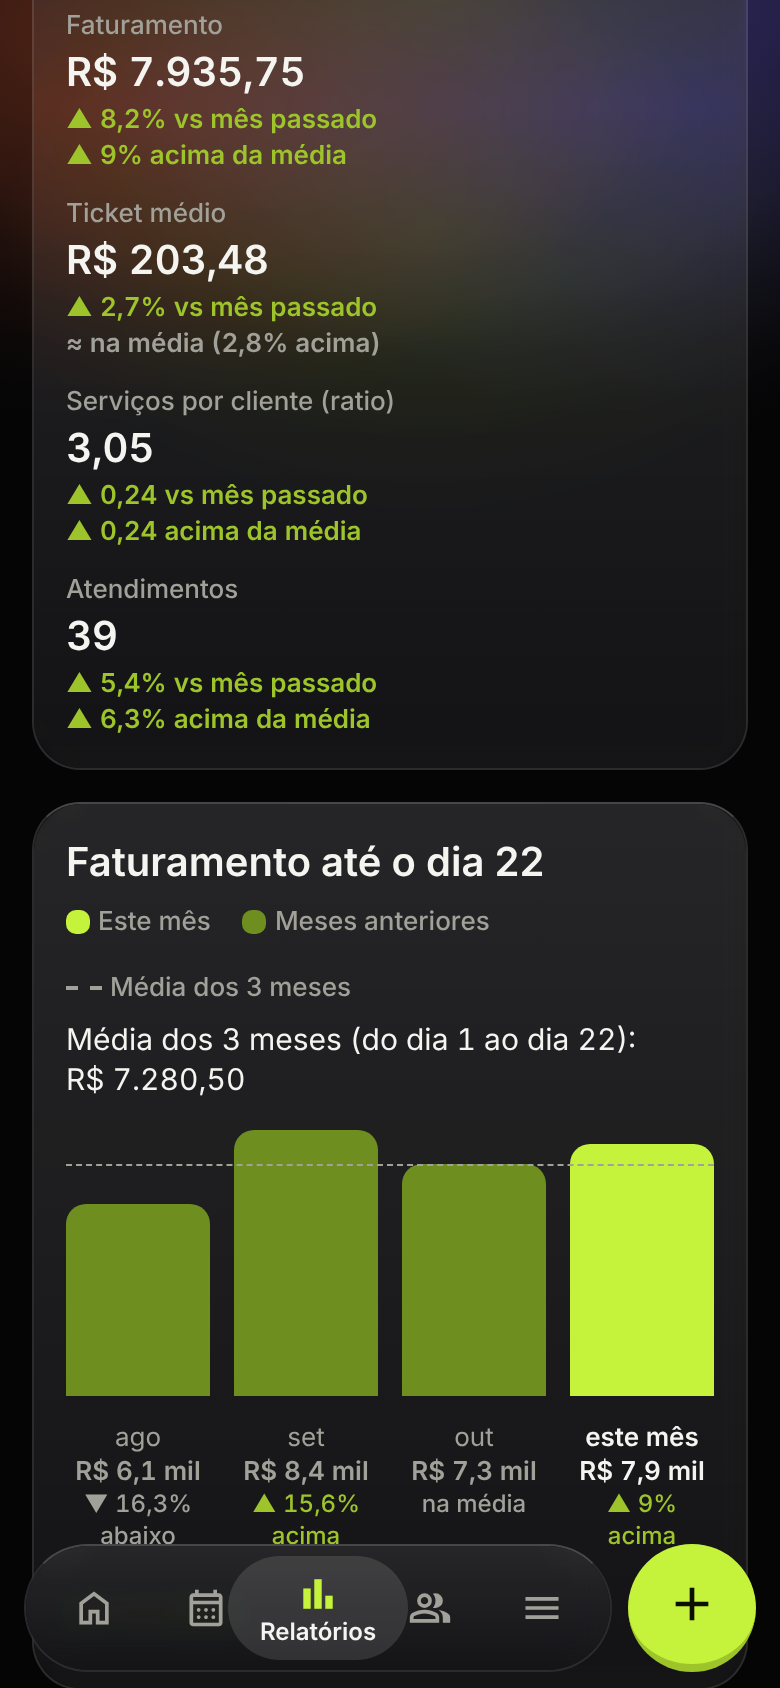 Faturamento
R$ 7.935,75
▲ 8,2% vs mês passado
▲ 9% acima da média
Ticket médio
R$ 203,48
▲ 2,7% vs mês passado
≈ na média (2,8% acima)
Serviços por cliente (ratio)
3,05
▲ 0,24 vs mês passado
▲ 0,24 acima da média
Atendimentos
39
▲ 5,4% vs mês passado
▲ 6,3% acima da média
Faturamento até o dia 22
Este mês Meses anteriores
Média dos 3 meses
Média dos 3 meses (do dia 1 ao dia 22):
R$ 7.280,50
ago set out este mês
R$ 6,1 mil R$ 8,4 mil R$ 7,3 mil R$ 7,9 mil
▼ 16,3% ▲ 15,6% na média ▲ 9%
abaixo acima acima
Relatórios